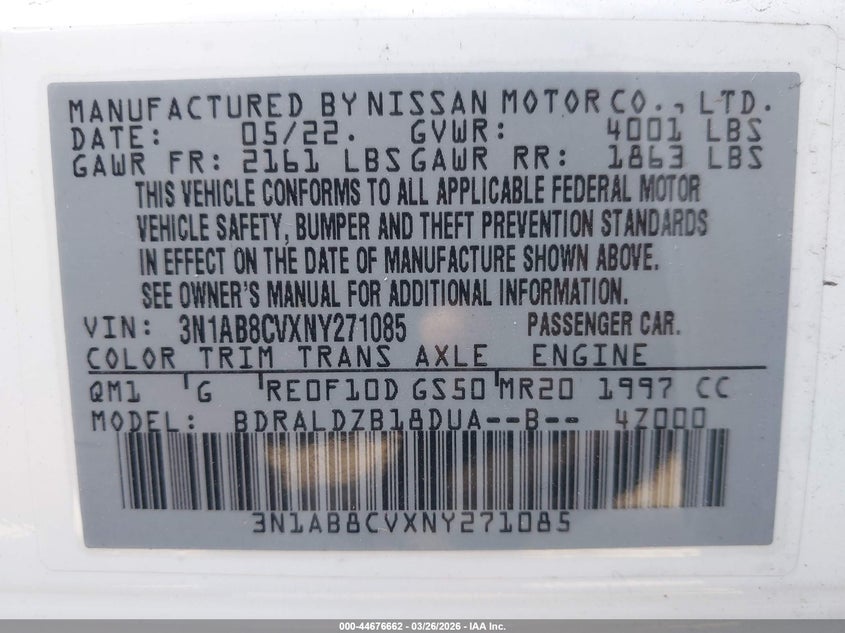 MANUFACTURED BY NISSAN MOTOR CO., LTD.
DATE: 05/22. GVWR: 4001 LBS
GAWR FR: 2161 LBS GAWR RR: 1863 LBS
THIS VEHICLE CONFORMS TO ALL APPLICABLE FEDERAL MOTOR
VEHICLE SAFETY, BUMPER AND THEFT PREVENTION STANDARDS
IN EFFECT ON THE DATE OF MANUFACTURE SHOWN ABOVE.
SEE OWNER'S MANUAL FOR ADDITIONAL INFORMATION.
VIN: 3N1AB8CVXNY271085 PASSENGER CAR.
COLOR TRIM TRANS AXLE ENGINE
QM1 G RE0F10D GS50 MR20 1997 CC
MODEL: BDRALDZB18DUA--B-- 4Z000
3N1AB8CVXNY271085
000-44676662 | 03/26/2026 - IAA Inc.